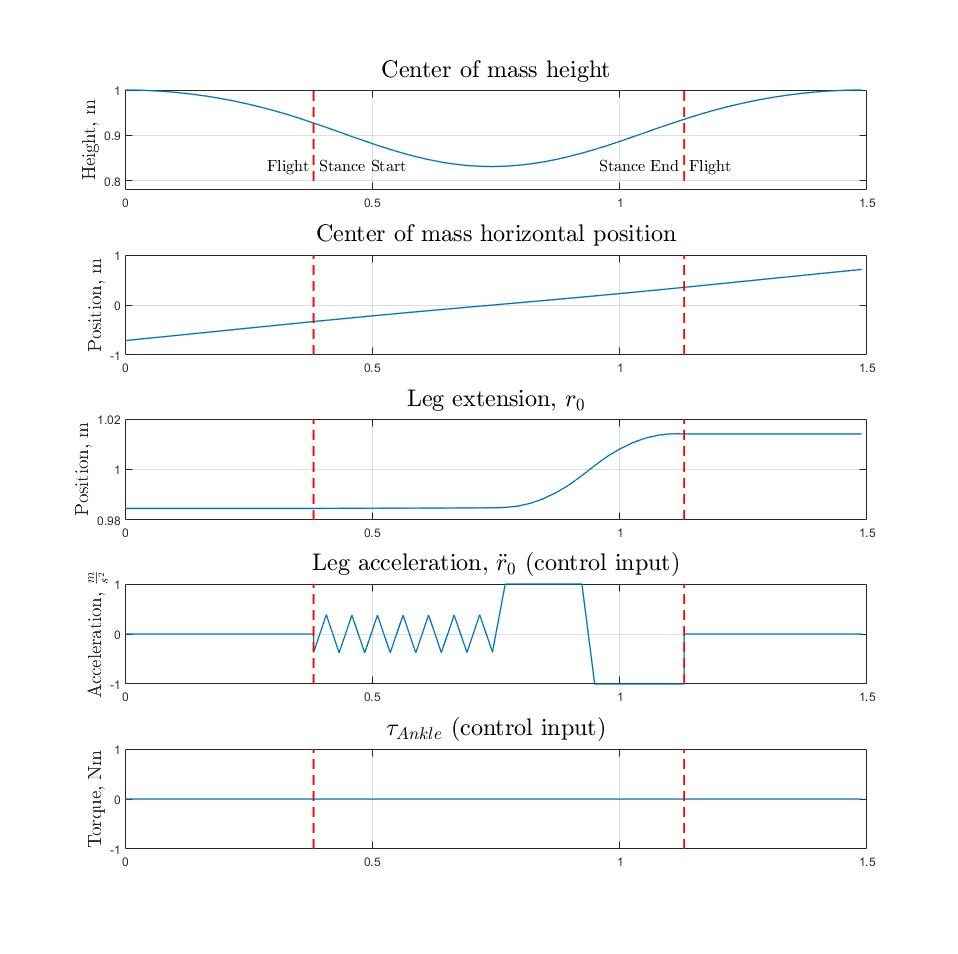 Center of mass height
Height, m
1
0.9
0.8
Flight
Stance Start
Stance End
Flight
0
0.5
1
1.5
Center of mass horizontal position
Position, m
1
0
-1
0
0.5
1
1.5
Leg extension, r₀
Position, m
1.02
1
0.98
0
0.5
1
1.5
Leg acceleration, r̈₀ (control input)
Acceleration, m/s²
1
0
-1
0
0.5
1
1.5
τ_Ankle (control input)
Torque, Nm
1
0
-1
0
0.5
1
1.5